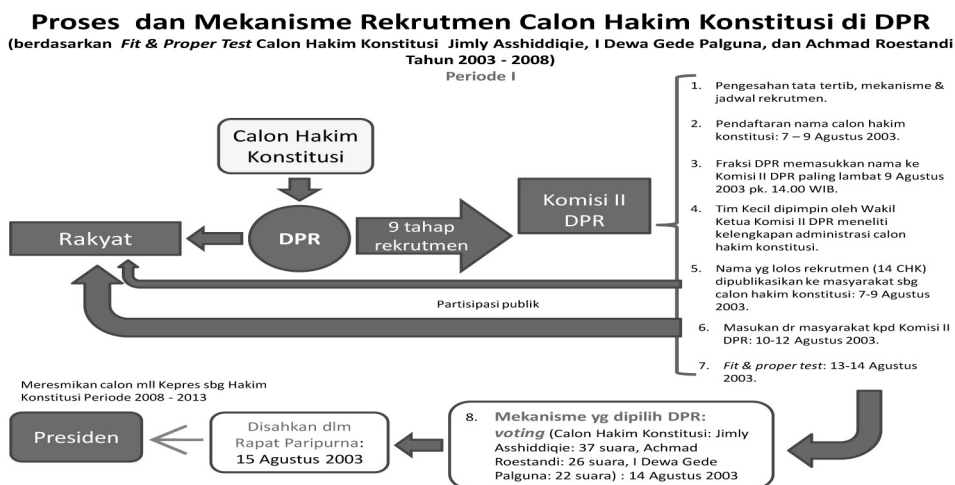 Proses dan Mekanisme Rekrutmen Calon Hakim Konstitusi di DPR
(berdasarkan Fit & Proper Test Calon Hakim Konstitusi Jimly Asshiddiqie, I Dewa Gede Palguna, dan Achmad Roestandi
Tahun 2003 - 2008)
Periode I
Calon Hakim
Konstitusi
Rakyat
DPR
9 tahap
rekrutmen
Komisi II
DPR
Partisipasi publik
1. Pengesahan tata tertib, mekanisme &
jadwal rekrutmen.
2. Pendaftaran nama calon hakim
konstitusi: 7 – 9 Agustus 2003.
3. Fraksi DPR memasukkan nama ke
Komisi II DPR paling lambat 9 Agustus
2003 pk. 14.00 WIB.
4. Tim Kecil dipimpin oleh Wakil
Ketua Komisi II DPR meneliti
kelengkapan administrasi calon
hakim konstitusi.
5. Nama yg lolos rekrutmen (14 CHK)
dipublikasikan ke masyarakat sbg
calon hakim konstitusi: 7-9 Agustus
2003.
6. Masukan dr masyarakat kpd Komisi II
DPR: 10-12 Agustus 2003.
7. Fit & proper test: 13-14 Agustus
2003.
8. Mekanisme yg dipilih DPR:
voting (Calon Hakim Konstitusi: Jimly
Asshiddiqie: 37 suara, Achmad
Roestandi: 26 suara, I Dewa Gede
Palguna: 22 suara) : 14 Agustus 2003
Disahkan dlm
Rapat Paripurna:
15 Agustus 2003
Meresmikan calon mll Kepres sbg Hakim
Konstitusi Periode 2008 - 2013
Presiden